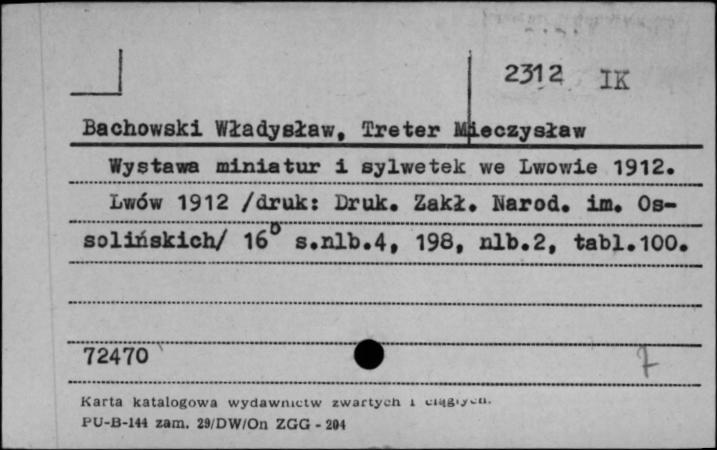 2312 IK
Bachowski Władysław, Treter Mieczysław
Wystawa miniatur i sylwetek we Lwowie 1912.
Lwów 1912 /druk: Druk. Zakł. Narod. im. Os-
solińskich/ 16° s.nlb.4, 198, nlb.2, tabl.100.
72470
Karta katalogowa wydawnictw zwartych i ciągłych.
PU-B-144 zam. 29/DW/On ZGG - 204